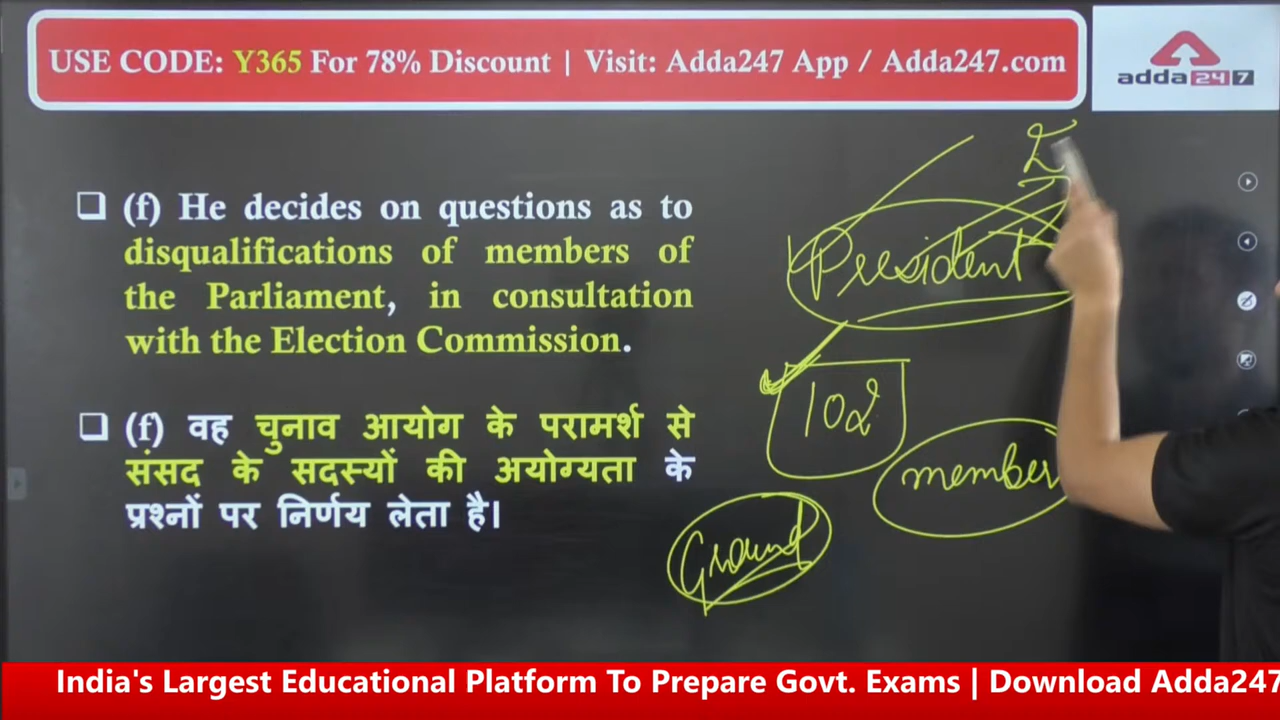 USE CODE: Y365 For 78% Discount | Visit: Adda247 App / Adda247.com
adda247
(f) He decides on questions as to
disqualifications of members of
the Parliament, in consultation
with the Election Commission.
(f) वह चुनाव आयोग के परामर्श से
संसद के सदस्यों की अयोग्यता के
प्रश्नों पर निर्णय लेता है।
President
102
member
Ground
India's Largest Educational Platform To Prepare Govt. Exams | Download Adda247